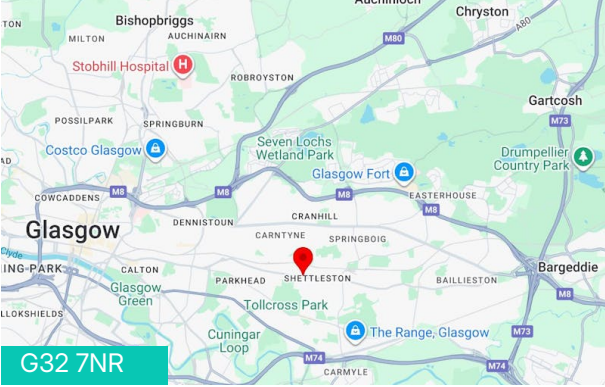 Auchinloch
Chryston
Bishopbriggs
MILTON
AUCHINAIRN
M80
A80
Stobhill Hospital
H
ROBROYSTON
Gartcosh
POSSILPARK
SPRINGBURN
M73
Costco Glasgow
Seven Lochs
Wetland Park
Drumpellier
Country Park
Glasgow Fort
COWCADDENS
M8
M8
M8
EASTERHOUSE
M8
CRANHILL
DENNISTOUN
Glasgow
CARNTYNE
SPRINGBOIG
Clyde
ING-PARK
CALTON
PARKHEAD
SHETTLESTON
BAILLIESTON
Bargeddie
Glasgow
Green
Tollcross Park
M8
LLOKSHIELDS
Cuningar
Loop
The Range, Glasgow
M73
M74
M74
CARMYLE
G32 7NR